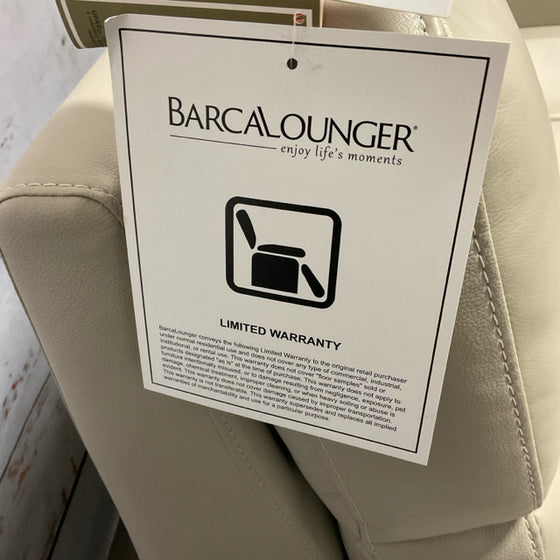 BARCALOUNGER®
enjoy life's moments
LIMITED WARRANTY
BarcaLounger conveys the following Limited Warranty to the original retail purchaser
under normal residential use and does not cover any type of commercial, industrial,
institutional, or rental use. This warranty does not cover "floor samples" sold or
products designated "as is" at the time of purchase. This warranty does not apply to
furniture intentionally misused, or to damage resulting from negligence, exposure, pet
damage, chemical treatment, improper cleaning, or when heavy soiling or abuse is
evident. This warranty does not cover damage caused by improper transportation.
This warranty is not transferable. This warranty supersedes and replaces all implied
warranties of merchantability and use for a particular purpose.